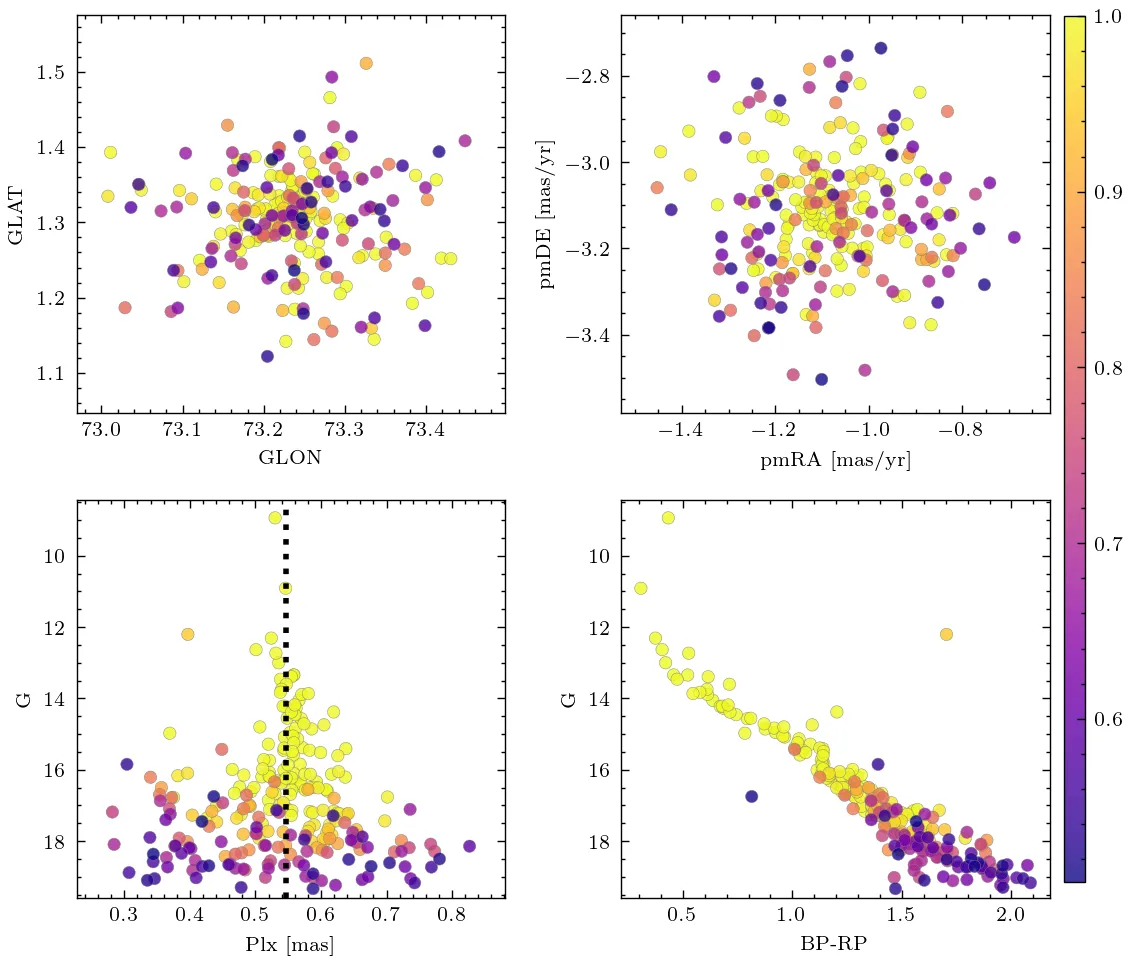 1.5
1.4
1.3
1.2
1.1
GLAT
73.0 73.1 73.2 73.3 73.4
GLON
−2.8
−3.0
−3.2
−3.4
pmDE [mas/yr]
−1.4 −1.2 −1.0 −0.8
pmRA [mas/yr]
1.0
0.9
0.8
0.7
0.6
10
12
14
16
18
G
0.3 0.4 0.5 0.6 0.7 0.8
Plx [mas]
10
12
14
16
18
G
0.5 1.0 1.5 2.0
BP-RP